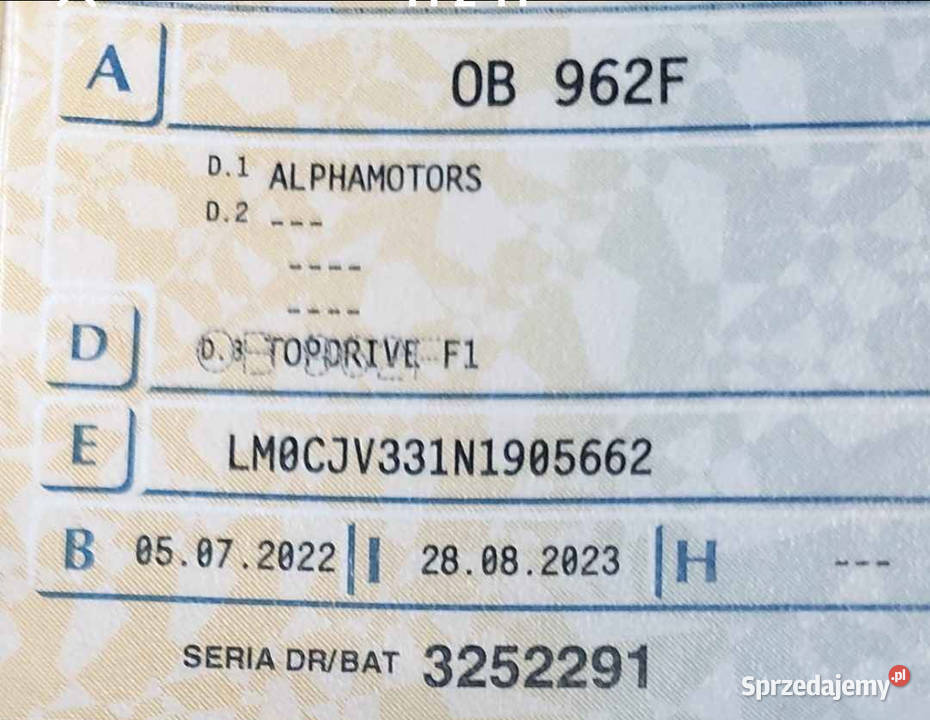 A OB 962F
D.1 ALPHAMOTORS
D.2 ---
----
----
D D.3 TOPDRIVE F1
E LM0CJV331N1905662
B 05.07.2022 I 28.08.2023 H ---
SERIA DR/BAT 3252291
Sprzedajemy.pl